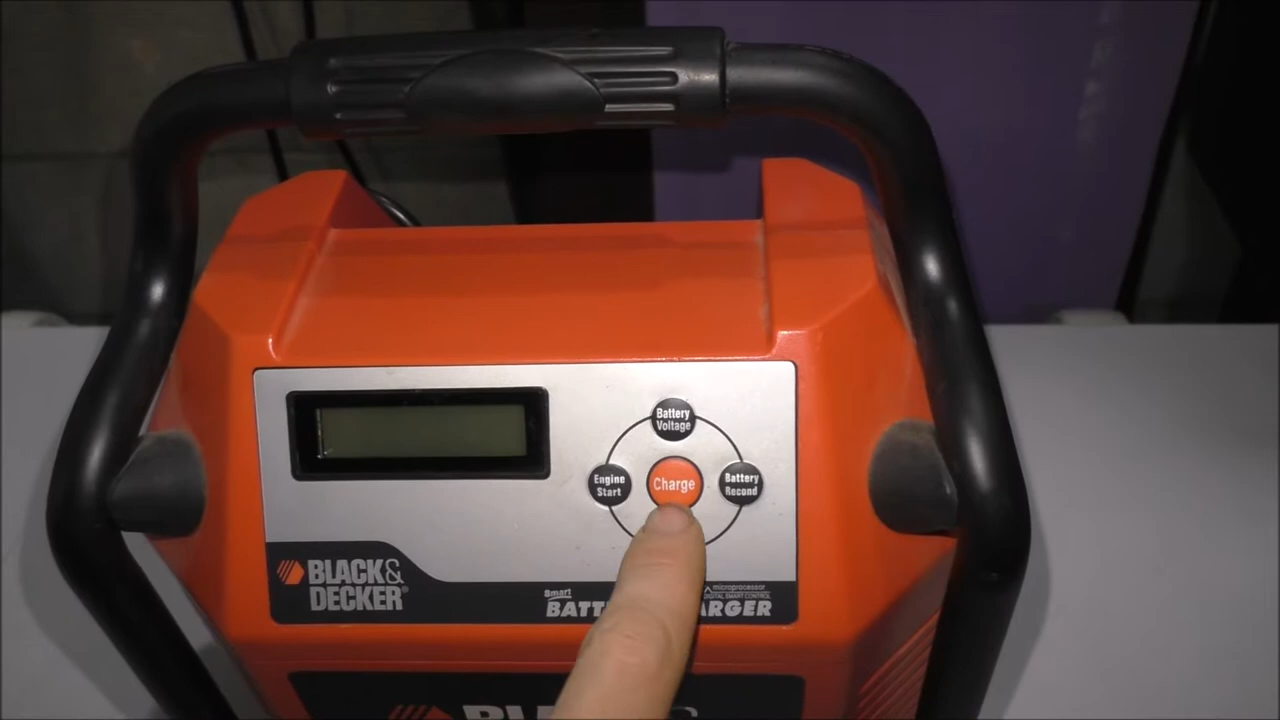 Battery
Voltage
Engine
Start
Charge
Battery
Recond
BLACK&
DECKER®
Smart
microprocessor
DIGITAL SMART CONTROL